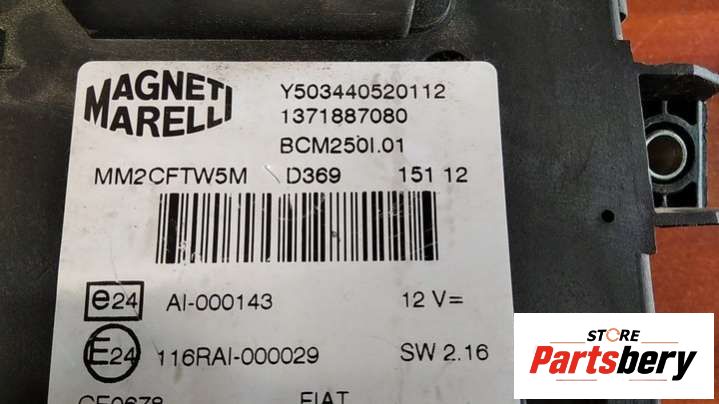 MAGNETI
MARELLI
Y503440520112
1371887080
BCM250I.01
MM2CFTW5M D369 151 12
e24 AI-000143 12 V=
E24 116RAI-000029 SW 2.16
CE0678 FIAT
STORE
Partsbery